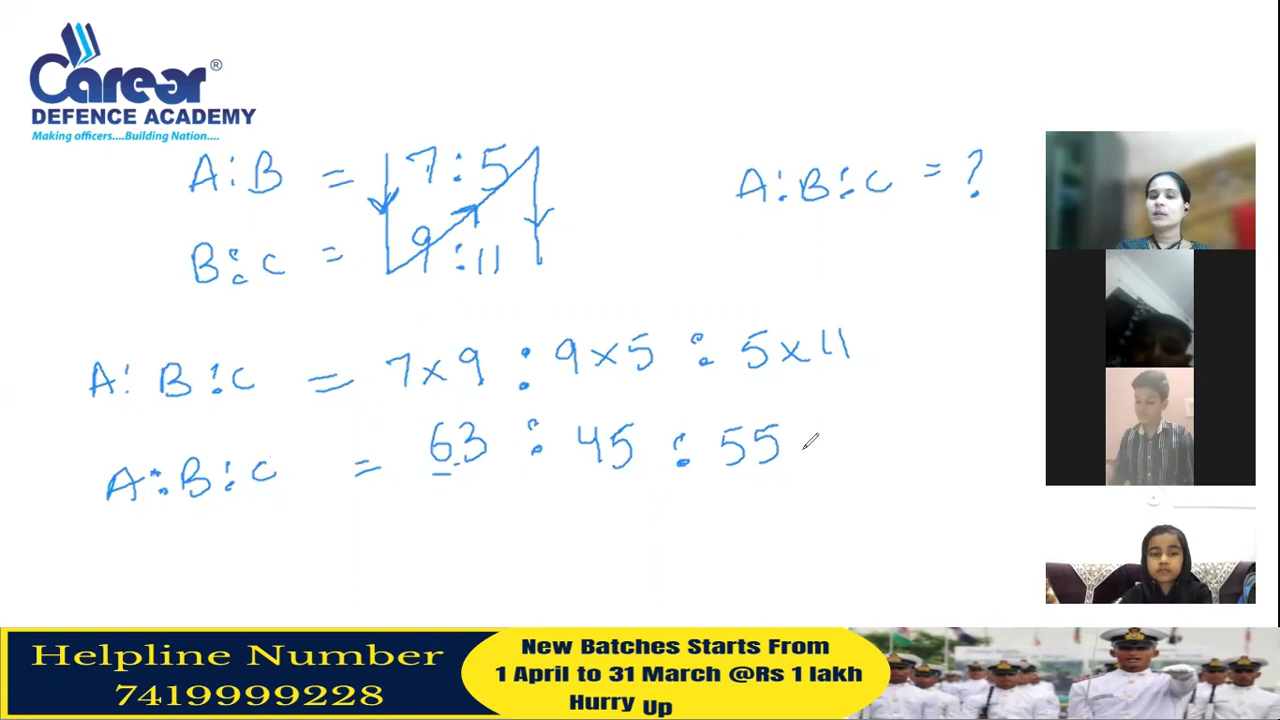 Carear®
DEFENCE ACADEMY
Making officers....Building Nation....
A:B = 7:5
A:B:C = ?
B:C = 9:11
A:B:C = 7×9 : 9×5 : 5×11
A:B:C = 63 : 45 : 55
Helpline Number
7419999228
New Batches Starts From
1 April to 31 March @Rs 1 lakh
Hurry Up